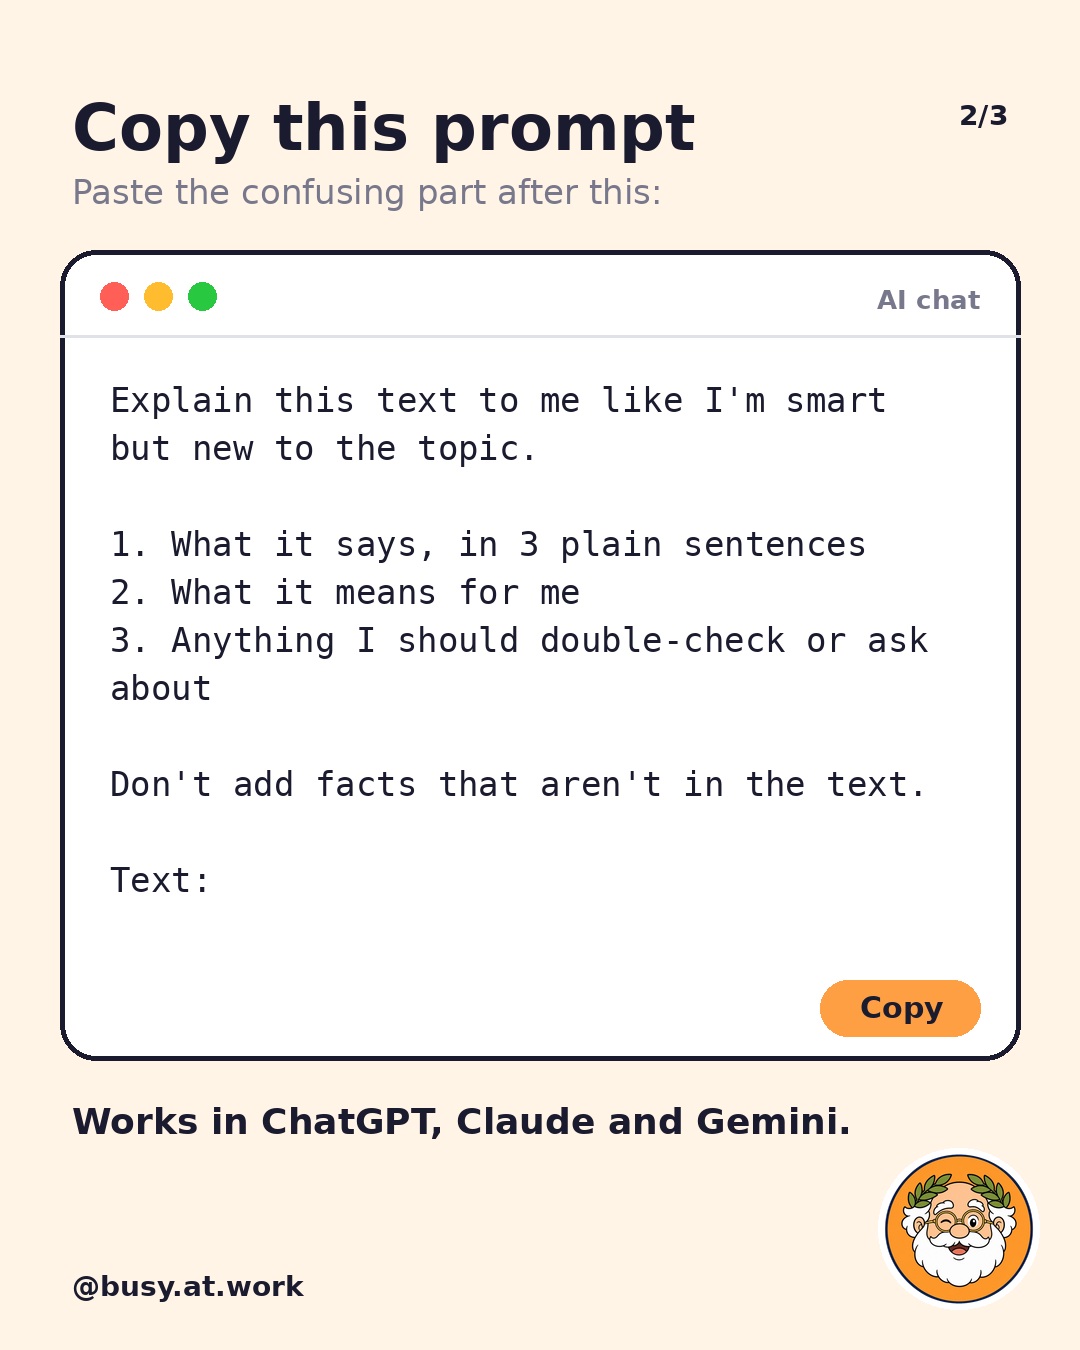 Copy this prompt
2/3
Paste the confusing part after this:
AI chat
Explain this text to me like I'm smart
but new to the topic.
1. What it says, in 3 plain sentences
2. What it means for me
3. Anything I should double-check or ask
about
Don't add facts that aren't in the text.
Text:
Copy
Works in ChatGPT, Claude and Gemini.
@busy.at.work